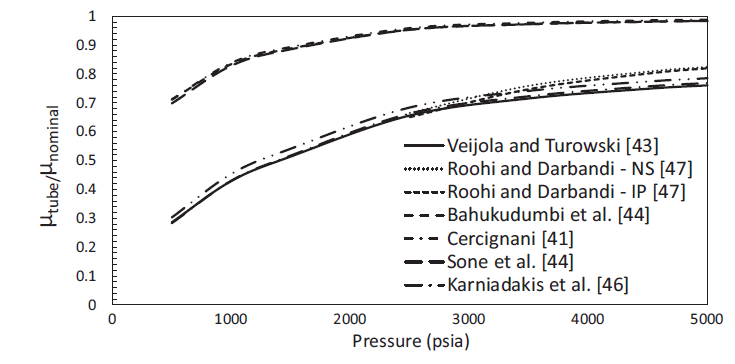 1
0.9
0.8
0.7
0.6
0.5
0.4
0.3
0.2
0.1
0
μtube/μnominal
Veijola and Turowski [43]
Roohi and Darbandi - NS [47]
Roohi and Darbandi - IP [47]
Bahukudumbi et al. [44]
Cercignani [41]
Sone et al. [44]
Karniadakis et al. [46]
0 1000 2000 3000 4000 5000
Pressure (psia)